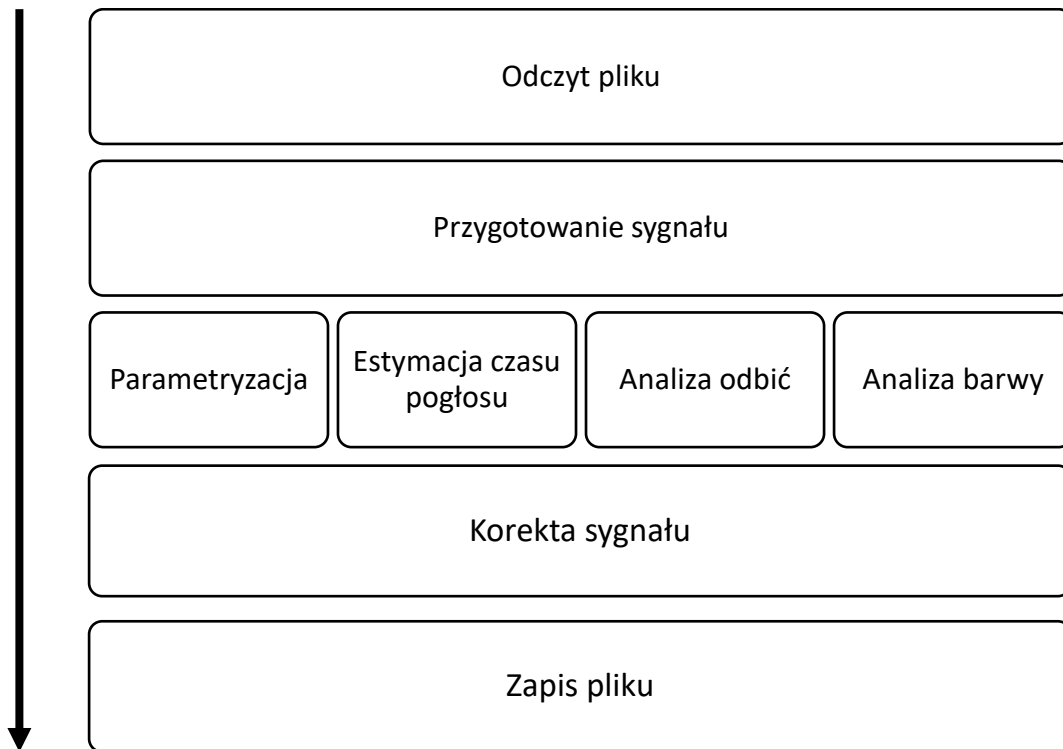 Odczyt pliku
Przygotowanie sygnału
Parametryzacja
Estymacja czasu
pogłosu
Analiza odbić
Analiza barwy
Korekta sygnału
Zapis pliku